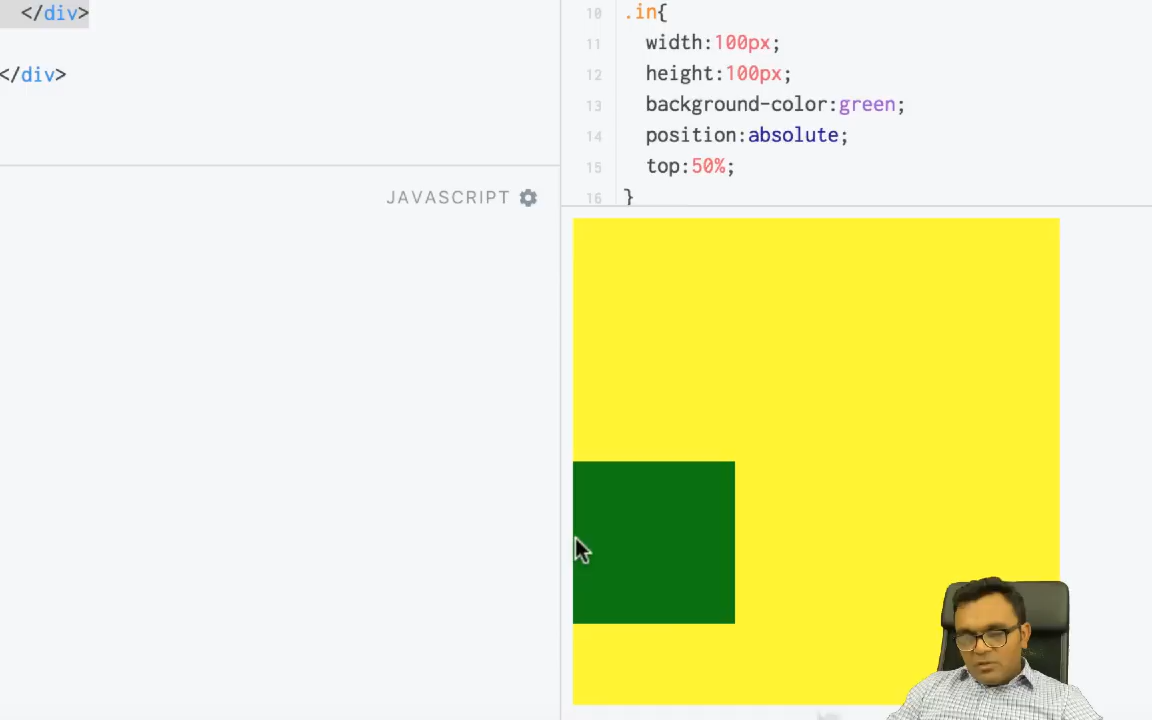 </div>
</div>
JAVASCRIPT
10 .in{
11 width:100px;
12 height:100px;
13 background-color:green;
14 position:absolute;
15 top:50%;
16 }